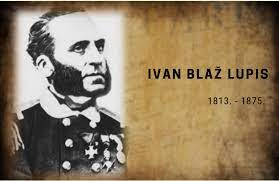 IVAN BLAŽ LUPIS
1813. - 1875.